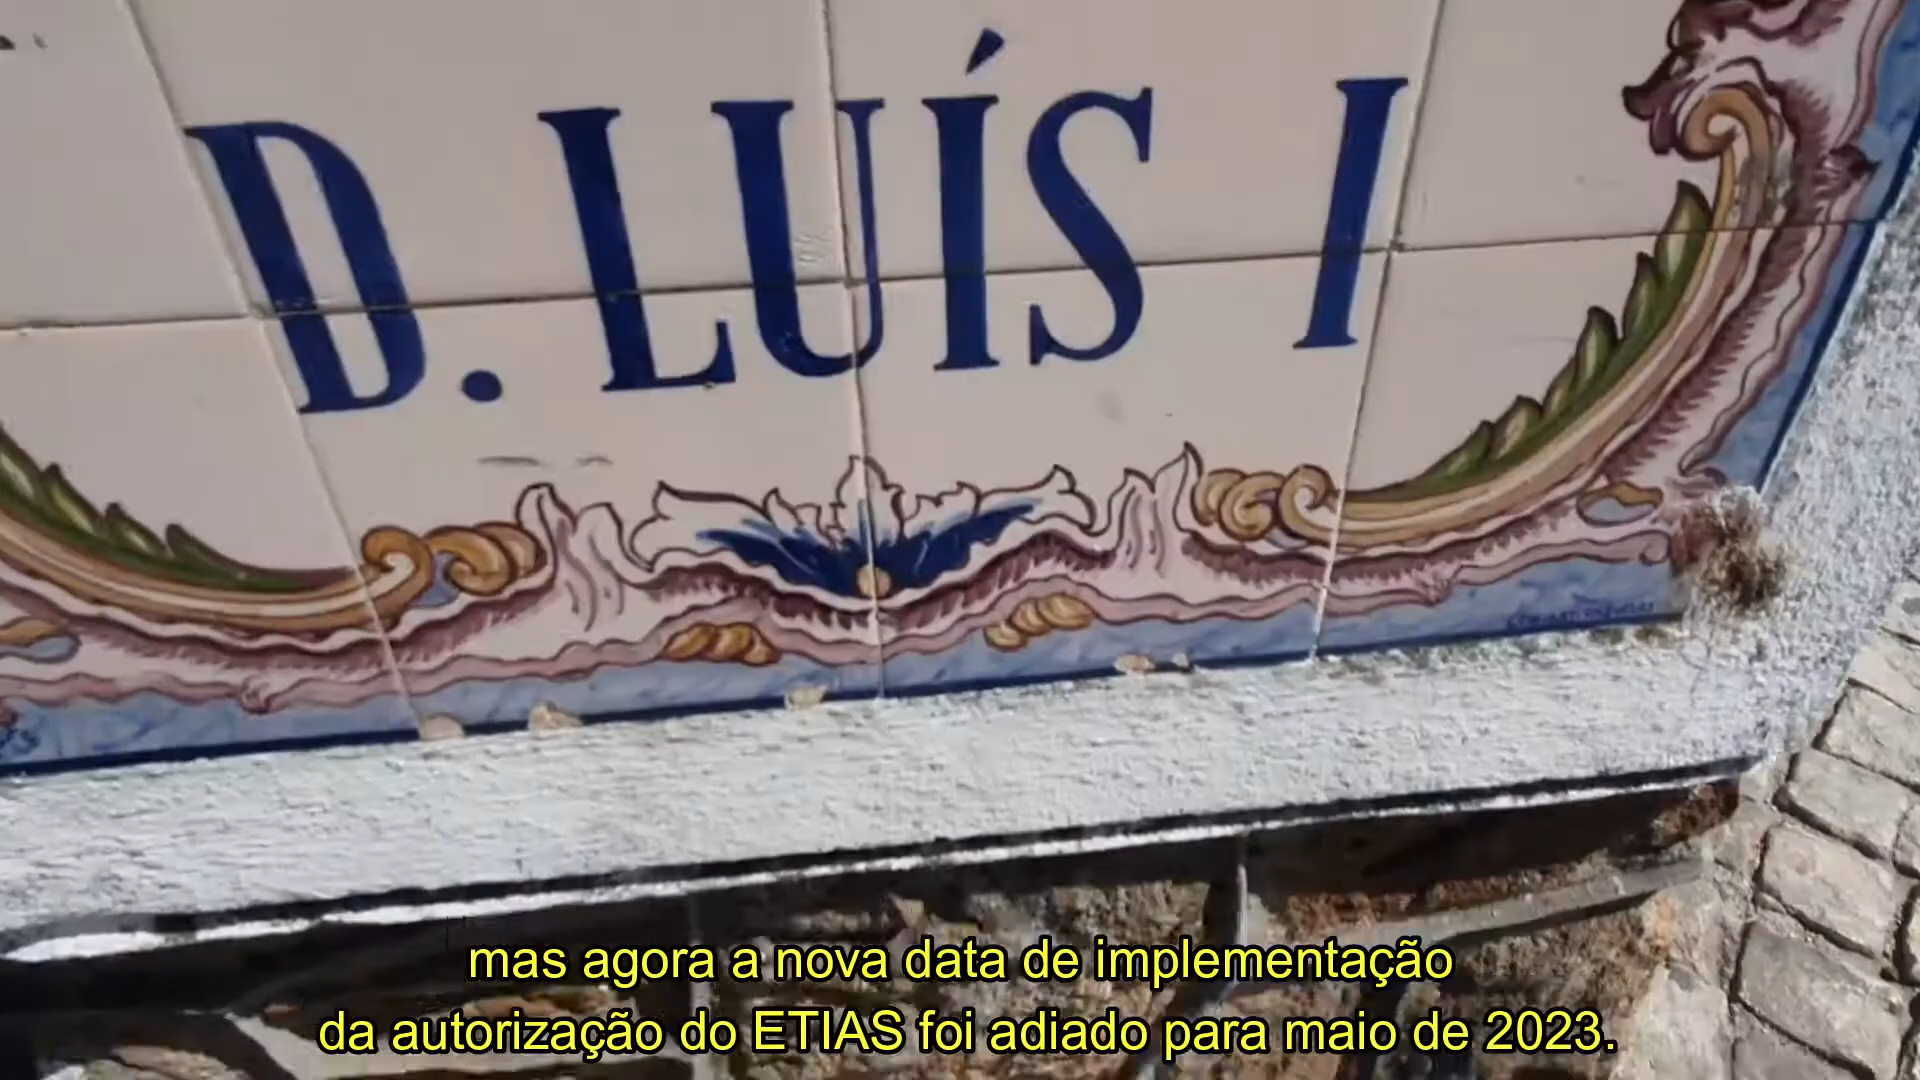 D. LUÍS I
mas agora a nova data de implementação
da autorização do ETIAS foi adiado para maio de 2023.